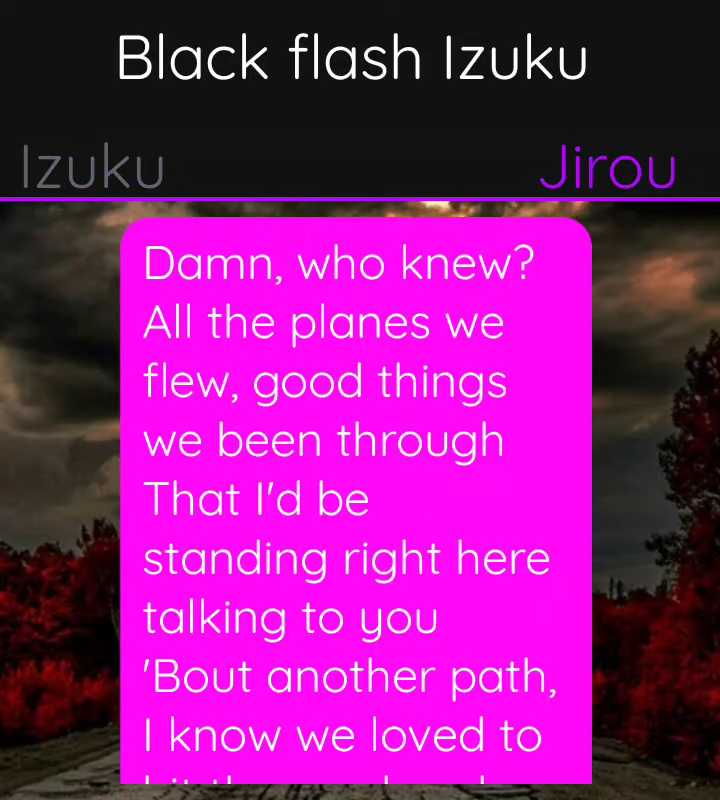 Black flash Izuku
Izuku
Jirou
Damn, who knew?
All the planes we
flew, good things
we been through
That I'd be
standing right here
talking to you
'Bout another path,
I know we loved to